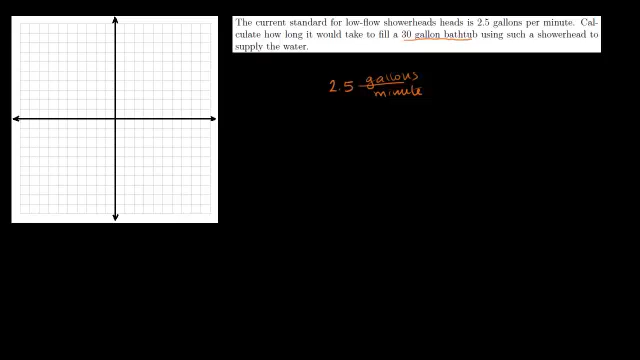 The current standard for low-flow showerheads heads is 2.5 gallons per minute. Cal-
culate how long it would take to fill a 30 gallon bathtub using such a showerhead to
supply the water.
2.5 gallons
minute